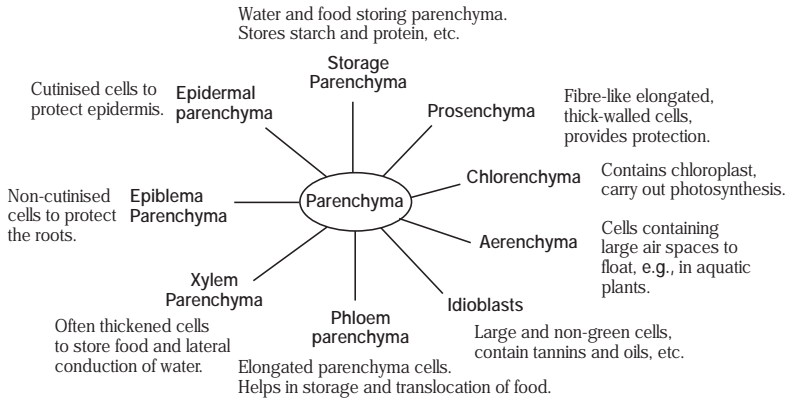 Water and food storing parenchyma.
Stores starch and protein, etc.
Storage
Parenchyma
Cutinised cells to
protect epidermis.
Epidermal
parenchyma
Prosenchyma
Fibre-like elongated,
thick-walled cells,
provides protection.
Chlorenchyma
Contains chloroplast,
carry out photosynthesis.
Non-cutinised
cells to protect
the roots.
Epiblema
Parenchyma
Parenchyma
Aerenchyma
Cells containing
large air spaces to
float, e.g., in aquatic
plants.
Xylem
Parenchyma
Often thickened cells
to store food and lateral
conduction of water.
Phloem
parenchyma
Elongated parenchyma cells.
Helps in storage and translocation of food.
Idioblasts
Large and non-green cells,
contain tannins and oils, etc.